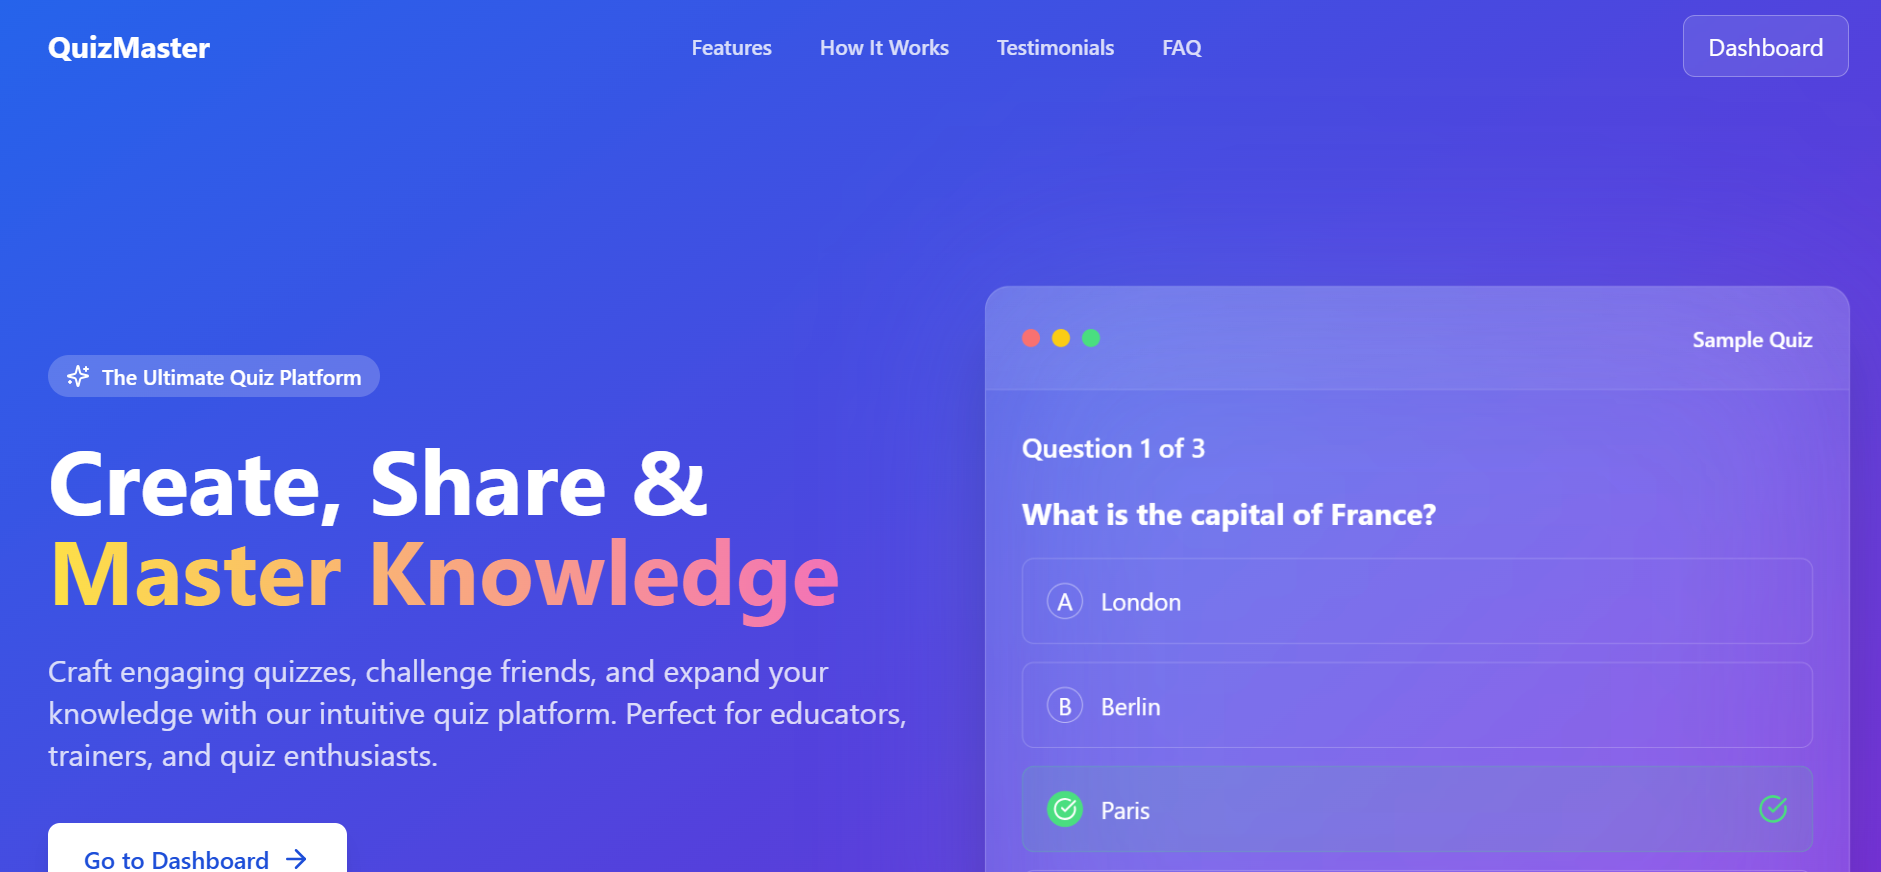 QuizMaster
Features
How It Works
Testimonials
FAQ
Dashboard
The Ultimate Quiz Platform
Create, Share &
Master Knowledge
Craft engaging quizzes, challenge friends, and expand your
knowledge with our intuitive quiz platform. Perfect for educators,
trainers, and quiz enthusiasts.
Go to Dashboard
Sample Quiz
Question 1 of 3
What is the capital of France?
A London
B Berlin
Paris